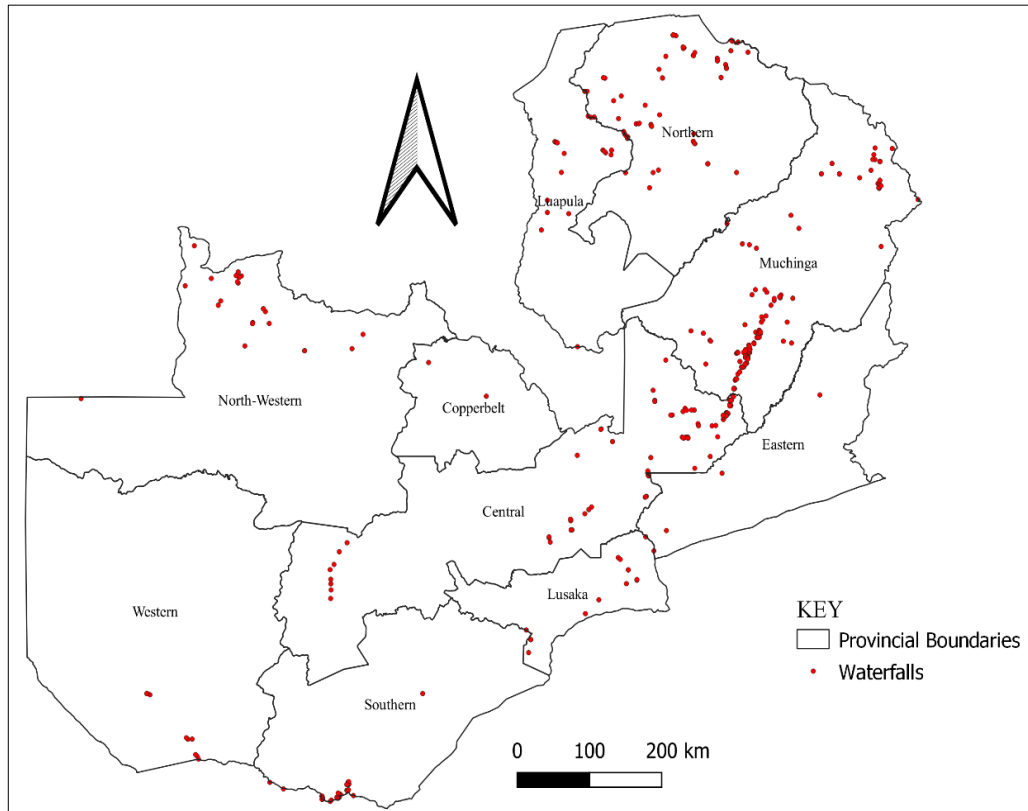 Northern
Luapula
Muchinga
North-Western
Copperbelt
Eastern
Central
Lusaka
Western
Southern
KEY
Provincial Boundaries
Waterfalls
0 100 200 km